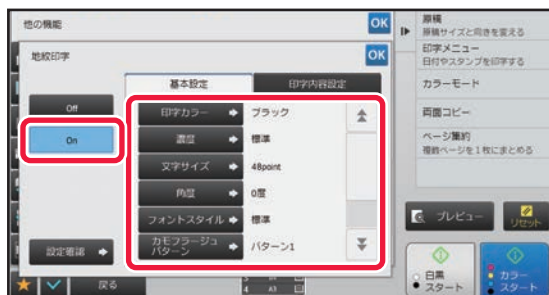 他の機能
OK
地紋印字
OK
基本設定
印字内容設定
Off
On
印字カラー
ブラック
濃度
標準
文字サイズ
48point
角度
0度
フォントスタイル
標準
カモフラージュ
パターン
パターン1
設定確認
戻る
4 A3
原稿
原稿サイズと向きを変える
印字メニュー
日付やスタンプを印字する
カラーモード
両面コピー
ページ集約
複数ページを1枚にまとめる
プレビュー
リセット
白黒
スタート
カラー
スタート